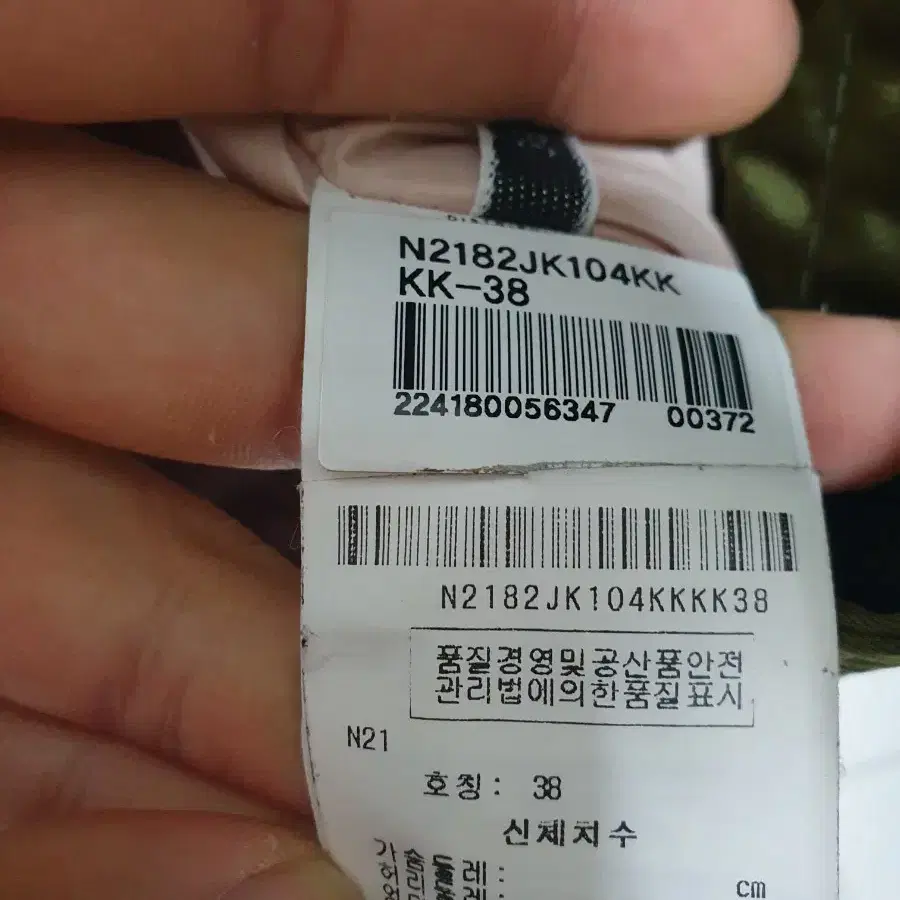 N2182JK104KK
KK-38
224180056347 00372
N2182JK104KKKK38
품질경영및공산품안전
관리법에의한품질표시
N21
호칭: 38
신체치수
cm